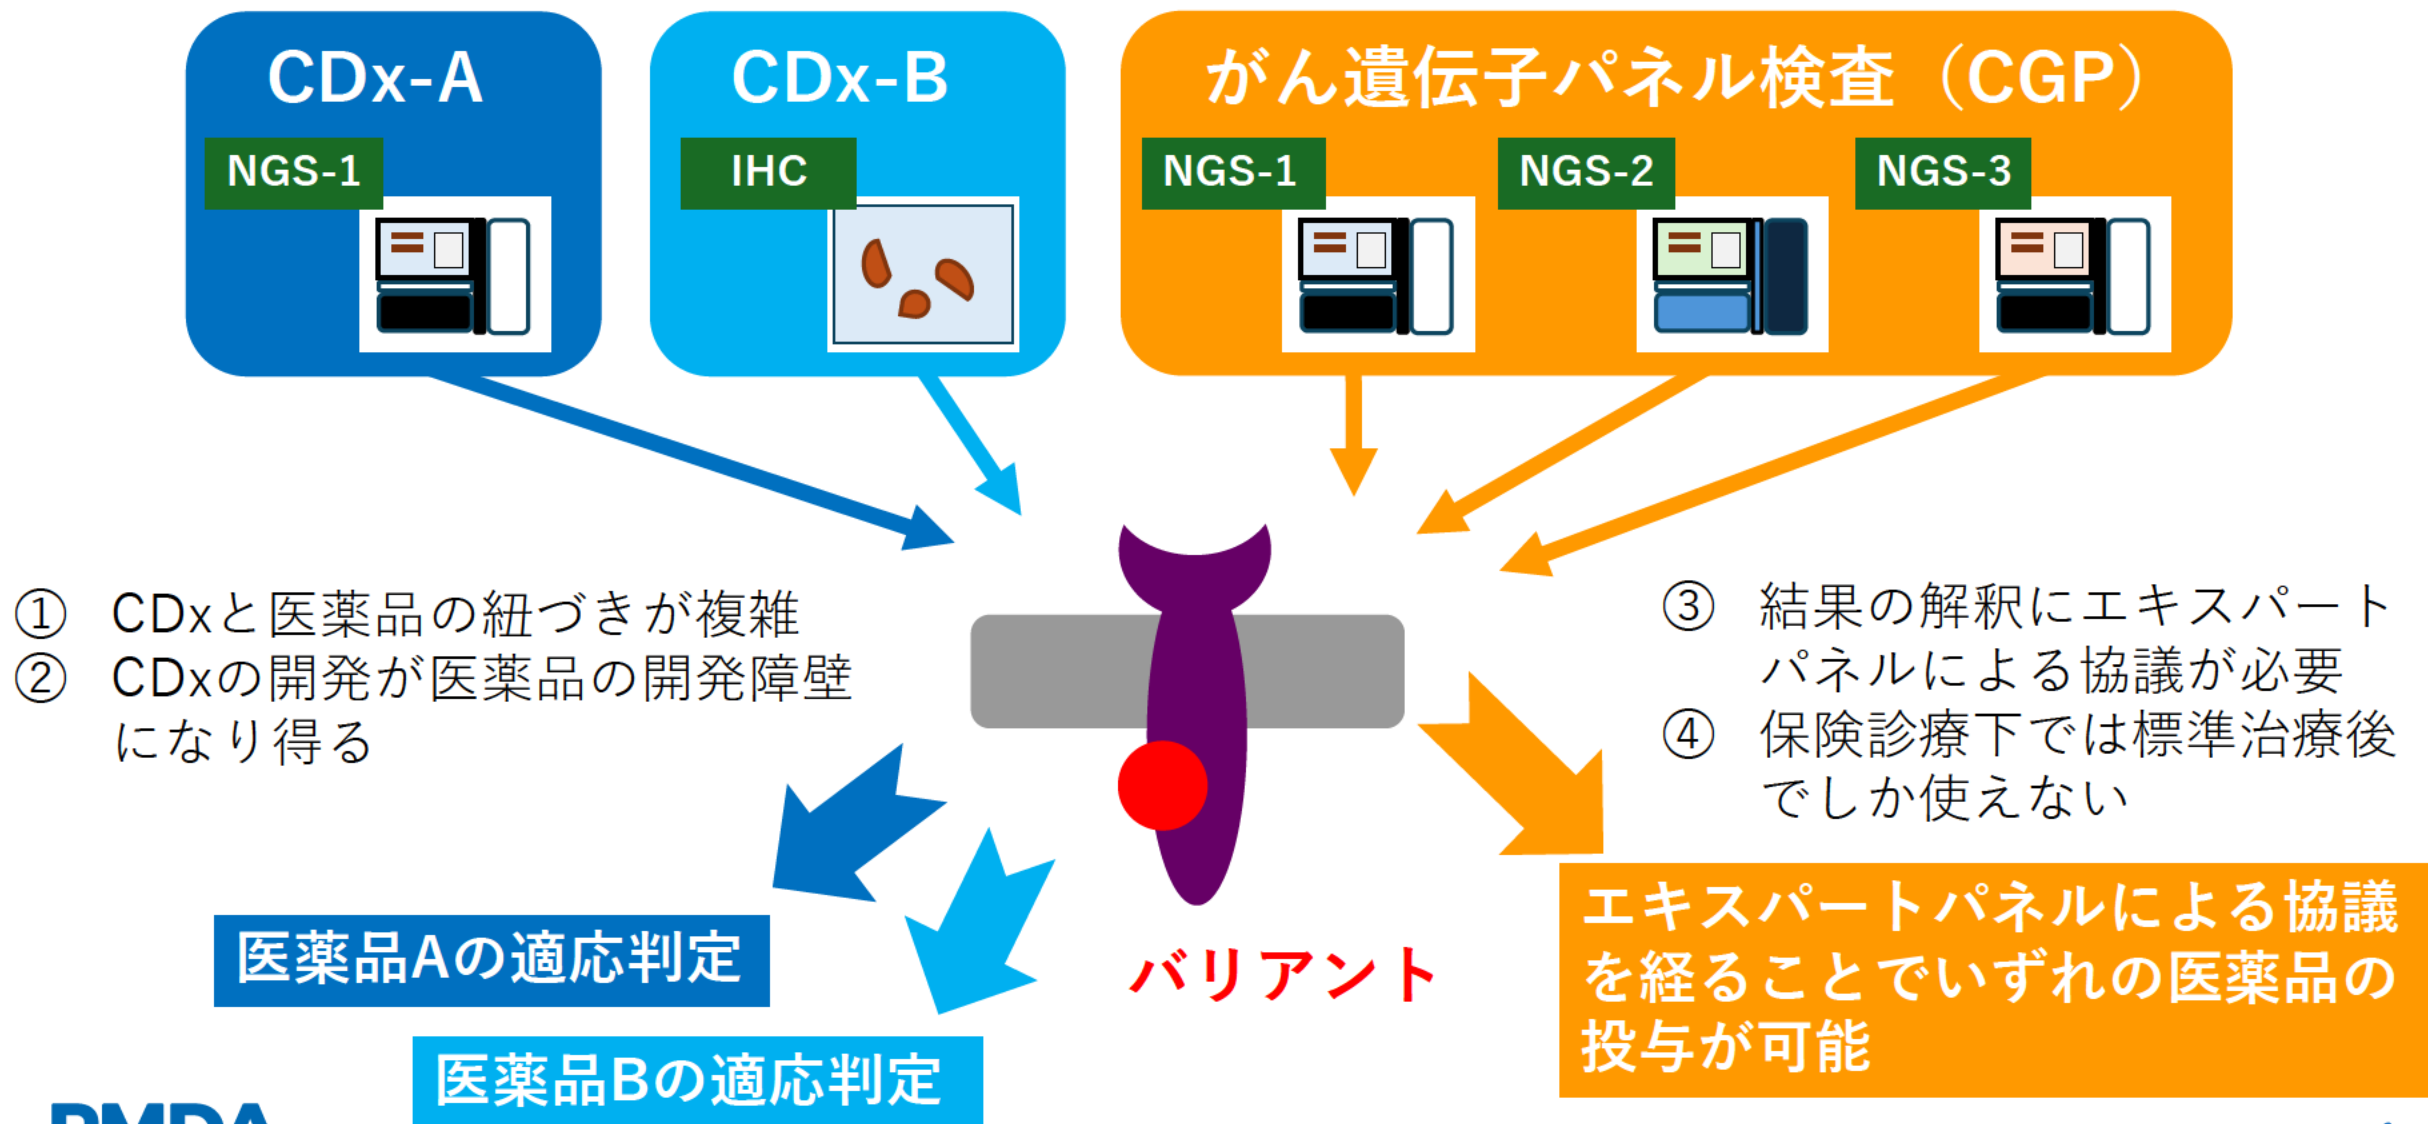 CDx-A
NGS-1
CDx-B
IHC
がん遺伝子パネル検査（CGP）
NGS-1
NGS-2
NGS-3
① CDxと医薬品の紐づきが複雑
② CDxの開発が医薬品の開発障壁
になり得る
③ 結果の解釈にエキスパート
パネルによる協議が必要
④ 保険診療下では標準治療後
でしか使えない
バリアント
医薬品Aの適応判定
医薬品Bの適応判定
エキスパートパネルによる協議
を経ることでいずれの医薬品の
投与が可能
PMDA